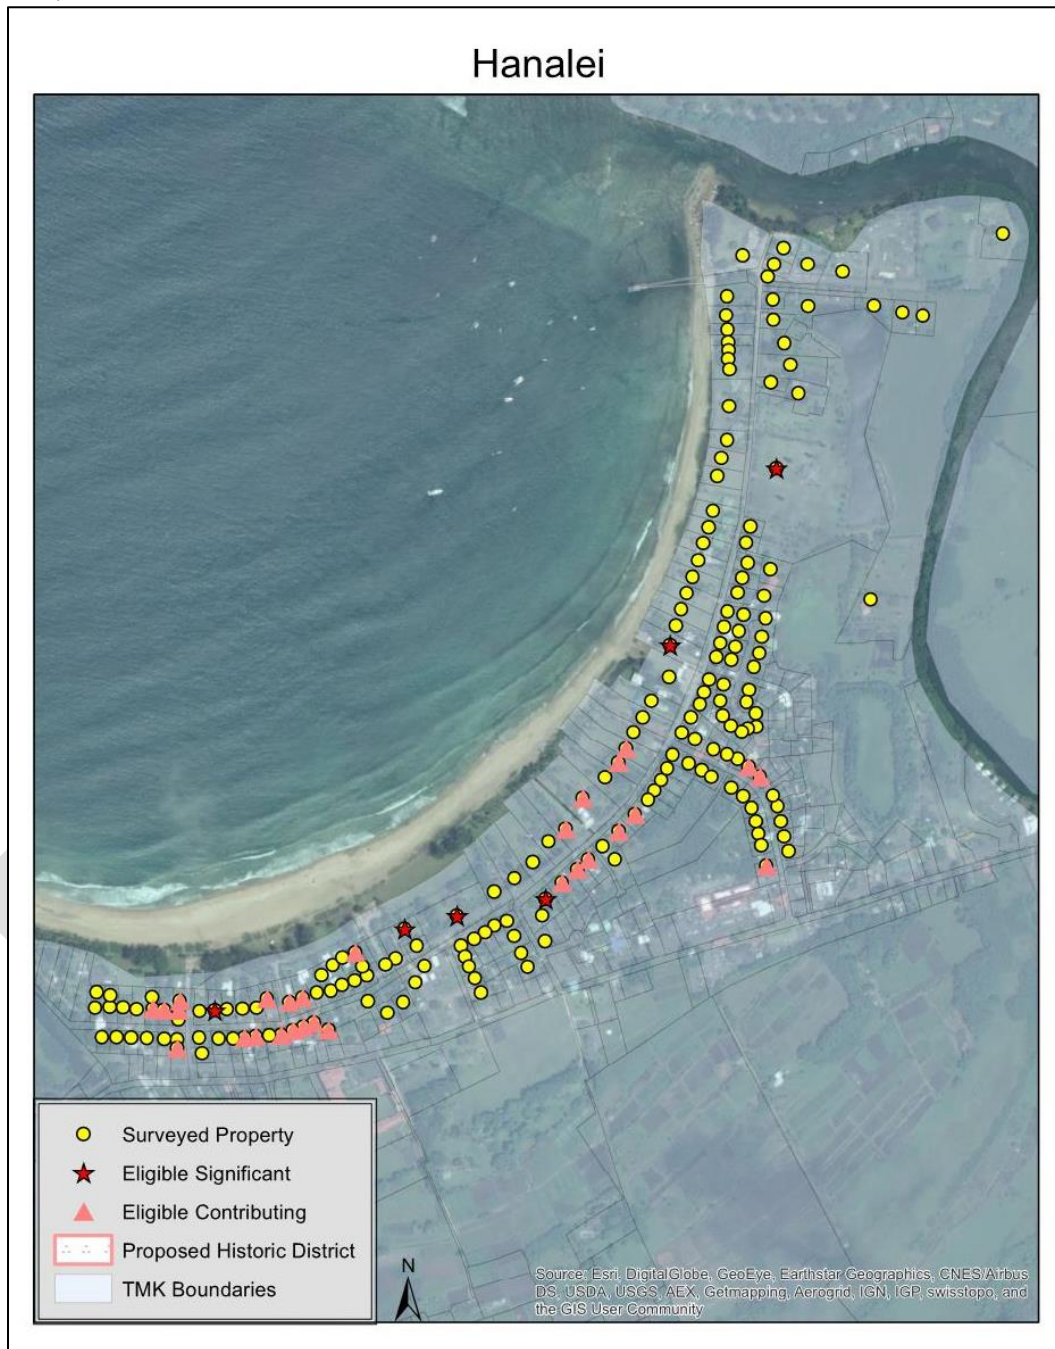 Hanalei
Surveyed Property
Eligible Significant
Eligible Contributing
Proposed Historic District
TMK Boundaries
N
Source: Esri, DigitalGlobe, GeoEye, Earthstar Geographics, CNES/Airbus
DS, USDA, USGS, AEX, Getmapping, Aerogrid, IGN, IGP, swisstopo, and
the GIS User Community